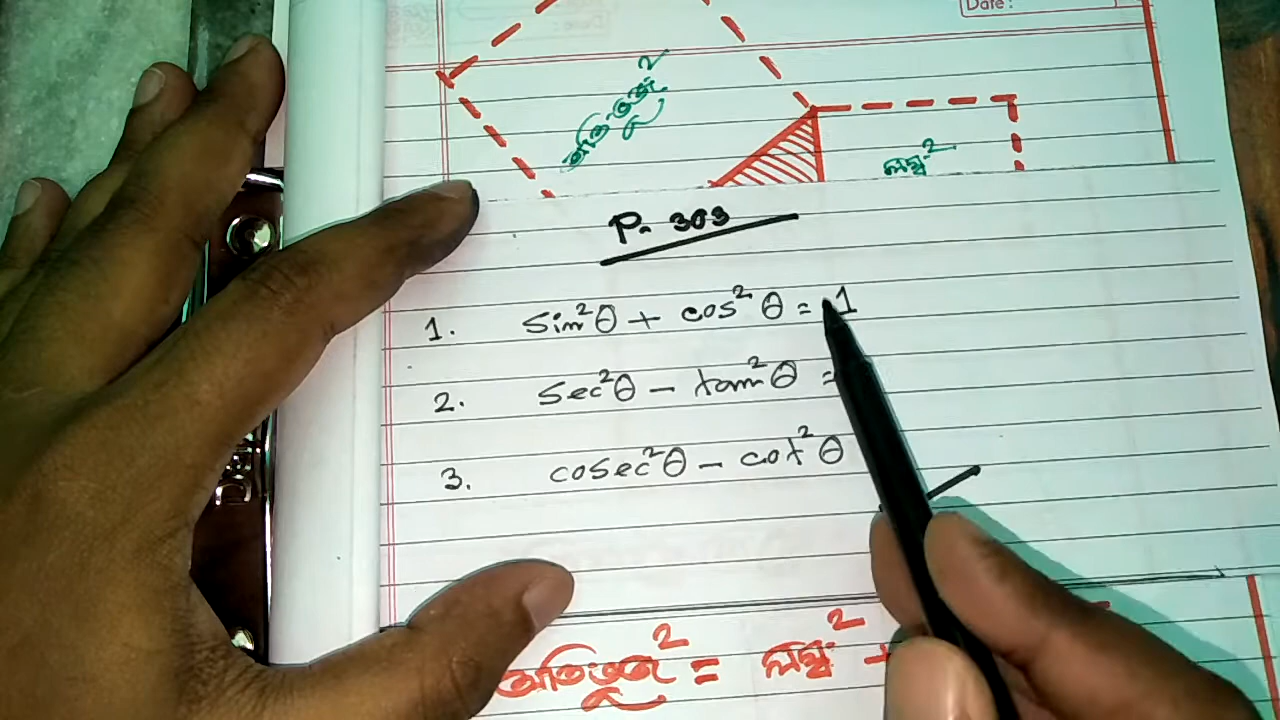 Date:
অতিভুজ²
লম্ব²
P. 303
1. sin²θ + cos²θ = 1
2. sec²θ - tan²θ =
3. cosec²θ - cot²θ
অতিভুজ² = লম্ব² +